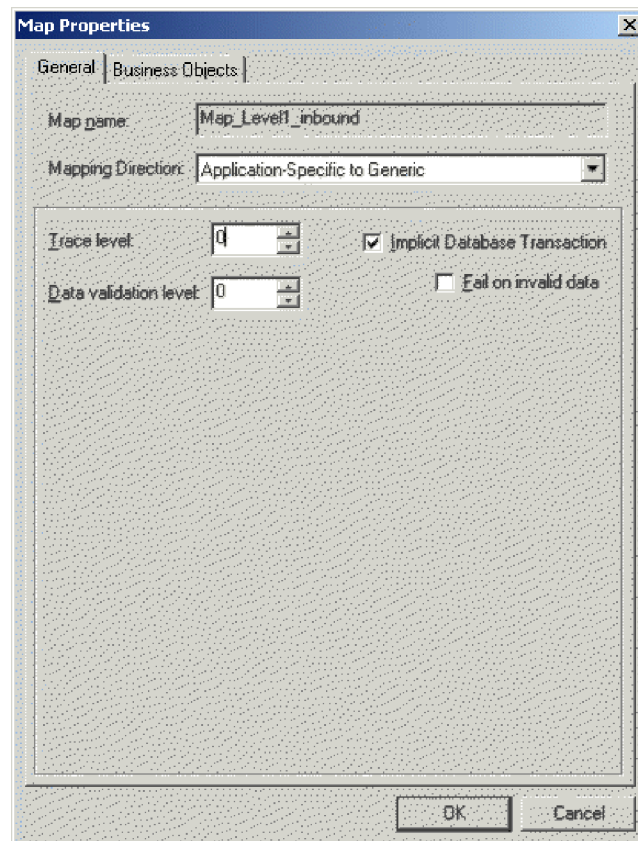 Map Properties
General Business Objects
Map name: Map_Level1_inbound
Mapping Direction: Application-Specific to Generic
Trace level: 0 Implicit Database Transaction
Data validation level: 0 Fail on invalid data
OK Cancel